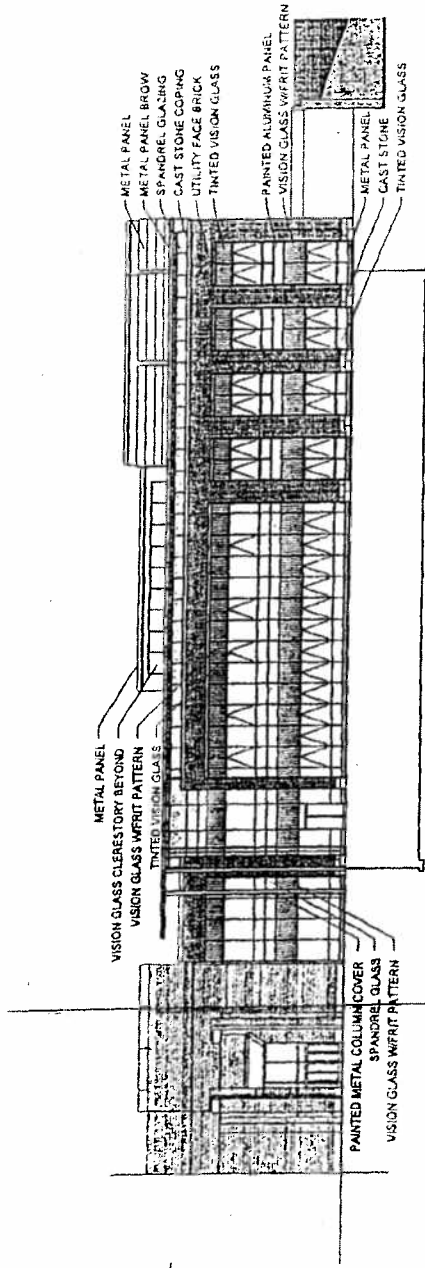 METAL PANEL
VISION GLASS CLERESTORY BEYOND
VISION GLASS W/FRIT PATTERN
TINTED VISION GLASS
METAL PANEL
METAL PANEL BROW
SPANDREL GLAZING
CAST STONE COPING
UTILITY FACE BRICK
TINTED VISION GLASS
PAINTED ALUMINUM PANEL
VISION GLASS W/FRIT PATTERN
METAL PANEL
CAST STONE
TINTED VISION GLASS
PAINTED METAL COLUMN COVER
SPANDREL GLASS
VISION GLASS W/FRIT PATTERN